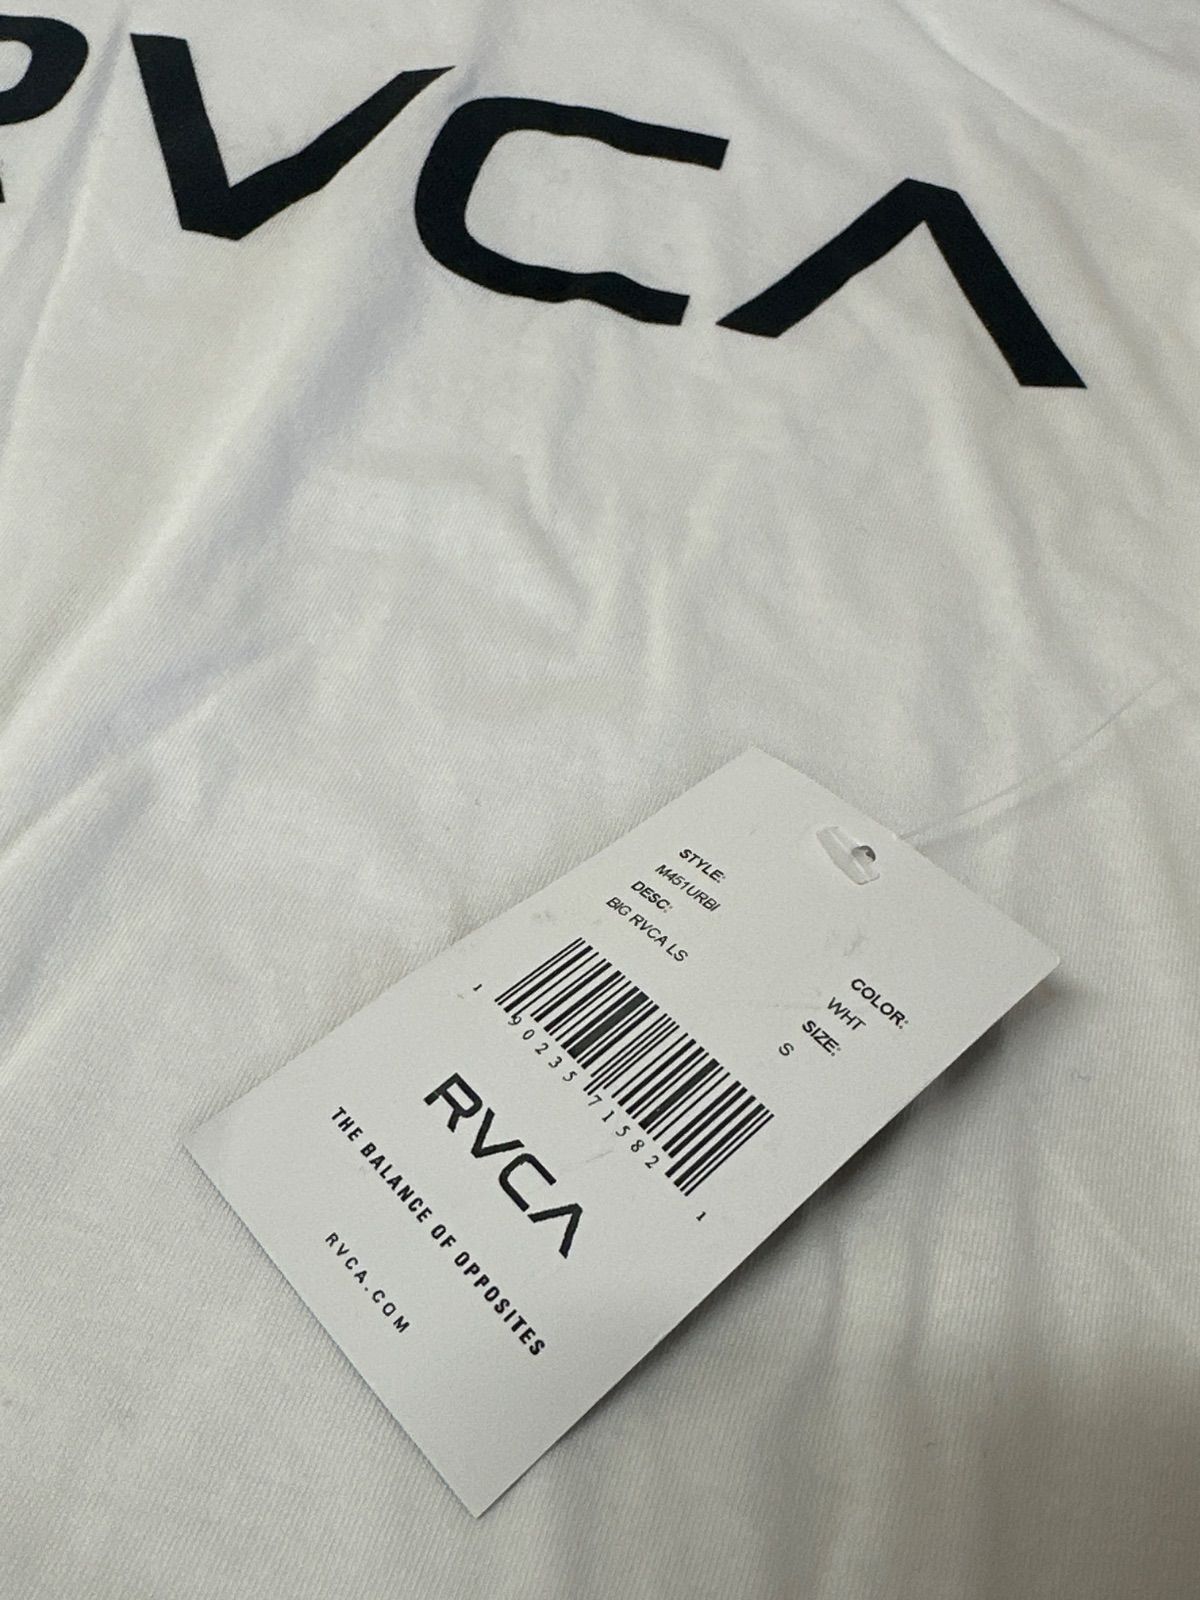 RVCA
STYLE:
M451URBI
DESC:
BIG RVCA LS
COLOR:
WHT
SIZE:
S
1 90235 71582 1
RVCA
THE BALANCE OF OPPOSITES
RVCA.COM